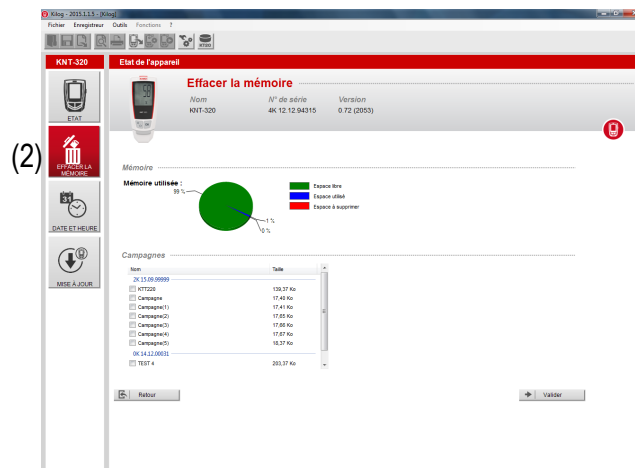 Kilog - 2015.1.1.5 - [Kilog]
Fichier Enregistreur Outils Fonctions ?
KNT-320 Etat de l'appareil
Effacer la mémoire
Nom N° de série Version
KNT-320 4K 12.12.94315 0.72 (2053)
ETAT
(2)
EFFACER LA
MÉMOIRE
Mémoire
Mémoire utilisée :
99 %
Espace libre
Espace utilisé
Espace à supprimer
1 %
0 %
DATE ET HEURE
Campagnes
Nom Taille
2K 15.09.99999
KTT220 139,37 Ko
Campagne 17,40 Ko
Campagne(1) 17,41 Ko
Campagne(2) 17,65 Ko
Campagne(3) 17,66 Ko
Campagne(4) 17,67 Ko
Campagne(5) 18,37 Ko
MISE À JOUR
0K 14.12.00031
TEST 4 203,37 Ko
Retour Valider